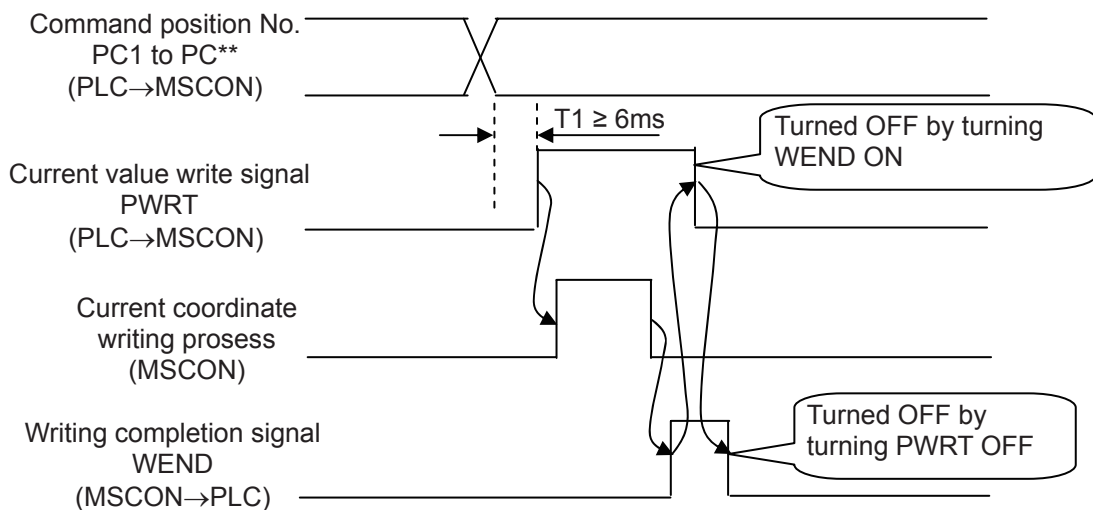 Command position No.
PC1 to PC**
(PLC→MSCON)
T1 ≥ 6ms
Turned OFF by turning
WEND ON
Current value write signal
PWRT
(PLC→MSCON)
Current coordinate
writing prosess
(MSCON)
Turned OFF by
turning PWRT OFF
Writing completion signal
WEND
(MSCON→PLC)